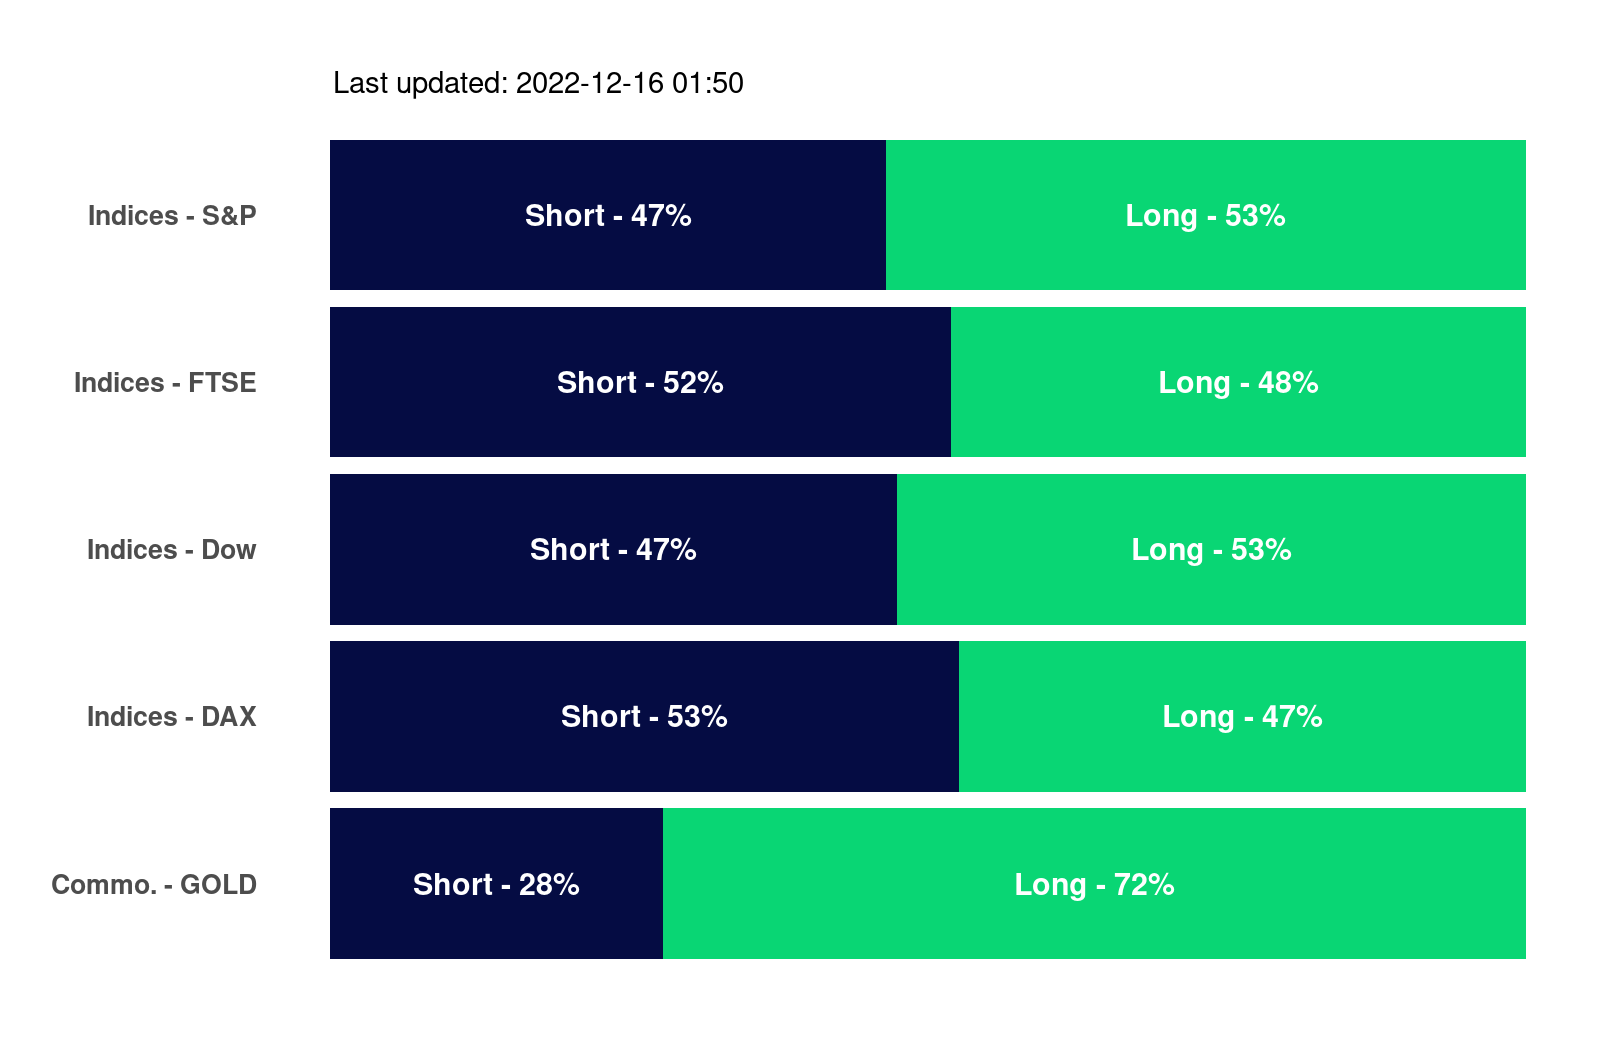 Last updated: 2022-12-16 01:50
Indices - S&P Short - 47% Long - 53%
Indices - FTSE Short - 52% Long - 48%
Indices - Dow Short - 47% Long - 53%
Indices - DAX Short - 53% Long - 47%
Commo. - GOLD Short - 28% Long - 72%